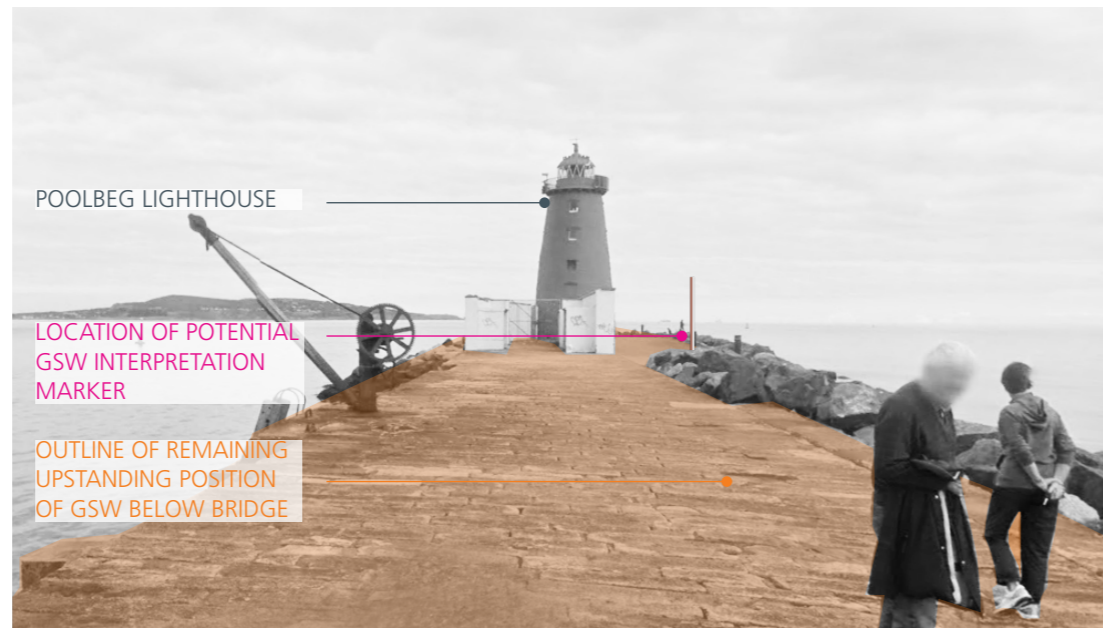 POOLBEG LIGHTHOUSE
LOCATION OF POTENTIAL
GSW INTERPRETATION
MARKER
OUTLINE OF REMAINING
UPSTANDING POSITION
OF GSW BELOW BRIDGE